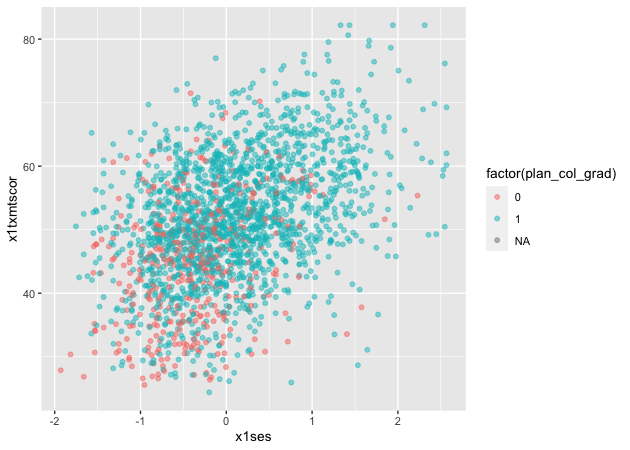 80
60
40
x1txmtscor
-2 -1 0 1 2
x1ses
factor(plan_col_grad)
0
1
NA